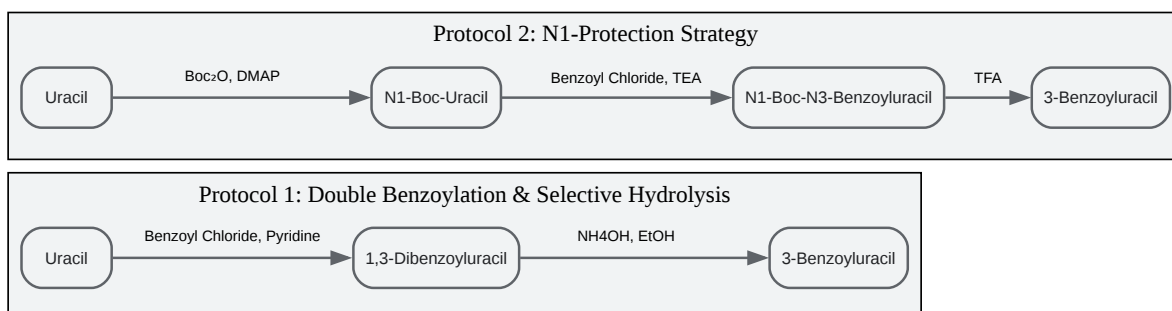 Protocol 2: N1-Protection Strategy
Uracil
Boc₂O, DMAP
N1-Boc-Uracil
Benzoyl Chloride, TEA
N1-Boc-N3-Benzoyluracil
TFA
3-Benzoyluracil
Protocol 1: Double Benzoylation & Selective Hydrolysis
Uracil
Benzoyl Chloride, Pyridine
1,3-Dibenzoyluracil
NH4OH, EtOH
3-Benzoyluracil